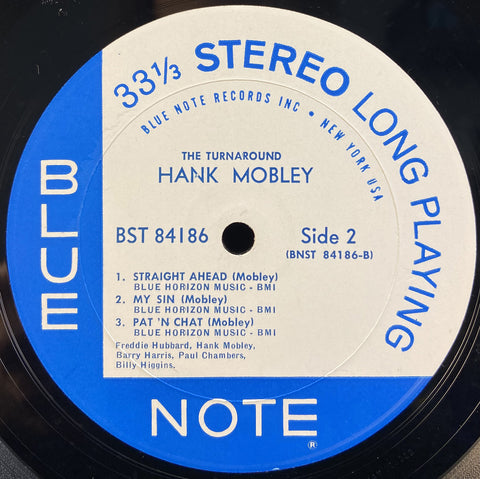 33 1/3 STEREO LONG PLAYING
BLUE NOTE RECORDS INC • NEW YORK USA
THE TURNAROUND
HANK MOBLEY
BLUE
BST 84186
Side 2
(BNST 84186-B)
1. STRAIGHT AHEAD (Mobley)
BLUE HORIZON MUSIC - BMI
2. MY SIN (Mobley)
BLUE HORIZON MUSIC - BMI
3. PAT 'N CHAT (Mobley)
BLUE HORIZON MUSIC - BMI
Freddie Hubbard, Hank Mobley,
Barry Harris, Paul Chambers,
Billy Higgins.
NOTE
®